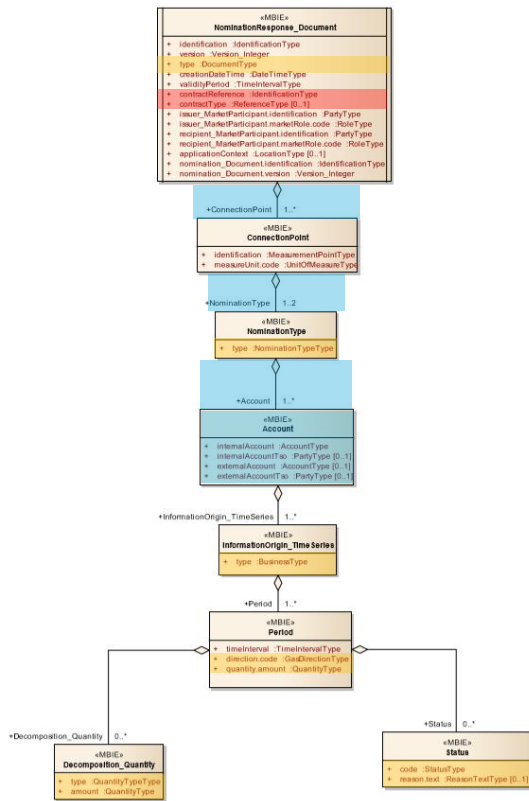 «MBIE»
NominationResponse_Document
+ identification :IdentificationType
+ version :Version_Integer
+ type :DocumentType
+ creationDateTime :DateTimeType
+ validityPeriod :TimeIntervalType
+ contractReference :IdentificationType
+ contractType :ReferenceType [0..1]
+ issuer_MarketParticipant.identification :PartyType
+ issuer_MarketParticipant.marketRole.code :RoleType
+ recipient_MarketParticipant.identification :PartyType
+ recipient_MarketParticipant.marketRole.code :RoleType
+ applicationContext :LocationType [0..1]
+ nomination_Document.identification :IdentificationType
+ nomination_Document.version :Version_Integer
+ConnectionPoint 1..*
«MBIE»
ConnectionPoint
+ identification :MeasurementPointType
+ measureUnit.code :UnitOfMeasureType
+NominationType 1..2
«MBIE»
NominationType
+ type :NominationTypeType
+Account 1..*
«MBIE»
Account
+ internalAccount :AccountType
+ internalAccountTso :PartyType [0..1]
+ externalAccount :AccountType [0..1]
+ externalAccountTso :PartyType [0..1]
+InformationOrigin_TimeSeries 1..*
«MBIE»
InformationOrigin_TimeSeries
+ type :BusinessType
+Period 1..*
«MBIE»
Period
+ timeInterval :TimeIntervalType
+ direction.code :GasDirectionType
+ quantity.amount :QuantityType
+Decomposition_Quantity 0..*
«MBIE»
Decomposition_Quantity
+ type :QuantityTypeType
+ amount :QuantityType
+Status 0..*
«MBIE»
Status
+ code :StatusType
+ reason.text :ReasonTextType [0..1]